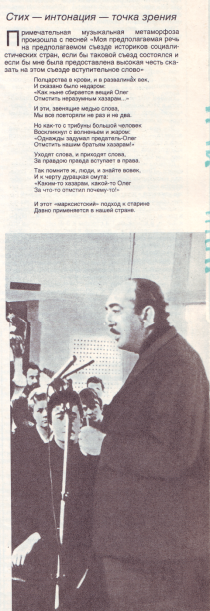 Стих — интонация — точка зрения
Примечательная музыкальная метаморфоза
произошла с песней «Моя предполагаемая речь
на предполагаемом съезде историков социали-
стических стран, если бы таковой съезд состоялся и
если бы мне была предоставлена высокая честь ска-
зать на этом съезде вступительное слово»
Полцарства в крови, и в развалинах век,
И сказано было недаром:
«Как ныне сбирается вещий Олег
Отмстить неразумным хазарам...»
И эти, звенящие медью слова,
Мы все повторяли не раз и не два.
Но как-то с трибуны большой человек
Воскликнул с волненьем и жаром:
«Однажды задумал предатель-Олег
Отмстить нашим братьям хазарам!»
Уходят слова, и приходят слова,
За правдою правда вступает в права.
Так помните ж, люди, и знайте вовек,
И к черту дурацкая смута:
«Каким-то хазарам, какой-то Олег
За что-то отмстил почему-то!»
И этот «марксистский» подход к старине
Давно применяется в нашей стране.